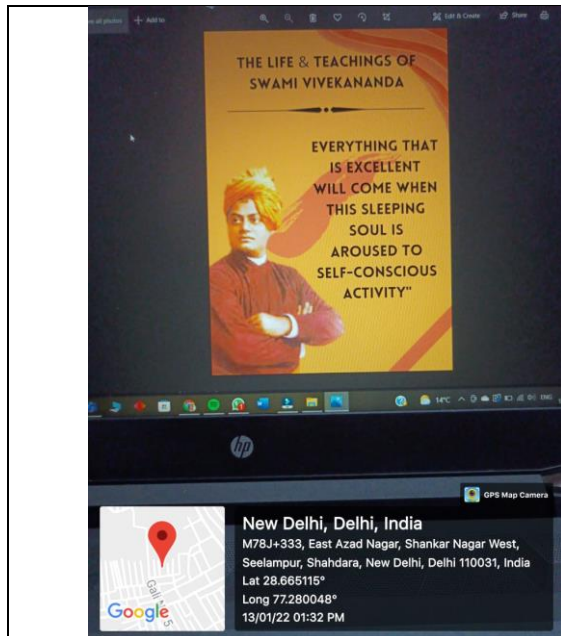 + Add to
Edit & Create
Share
THE LIFE & TEACHINGS OF
SWAMI VIVEKANANDA
EVERYTHING THAT
IS EXCELLENT
WILL COME WHEN
THIS SLEEPING
SOUL IS
AROUSED TO
SELF-CONSCIOUS
ACTIVITY"
14°C
hp
GPS Map Camera
New Delhi, Delhi, India
M78J+333, East Azad Nagar, Shankar Nagar West,
Seelampur, Shahdara, New Delhi, Delhi 110031, India
Lat 28.665115°
Long 77.280048°
13/01/22 01:32 PM
Google